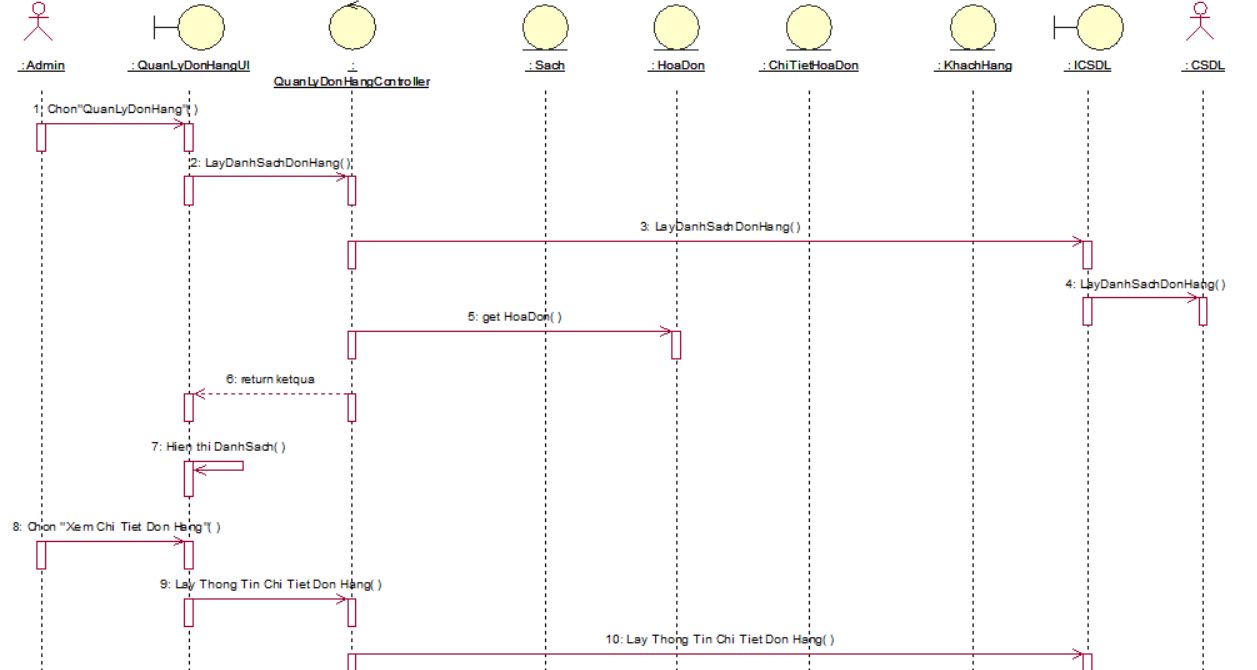 : Admin
: QuanLyDonHangUI
:
QuanLyDonHangController
: Sach
: HoaDon
: ChiTietHoaDon
: KhachHang
: ICSDL
: CSDL
1: Chon"QuanLyDonHang"( )
2: LayDanhSachDonHang( )
3: LayDanhSachDonHang( )
4: LayDanhSachDonHang( )
5: get HoaDon( )
6: return ketqua
7: Hien thi DanhSach( )
8: Chon "Xem Chi Tiet Don Hang"( )
9: Lay Thong Tin Chi Tiet Don Hang( )
10: Lay Thong Tin Chi Tiet Don Hang( )